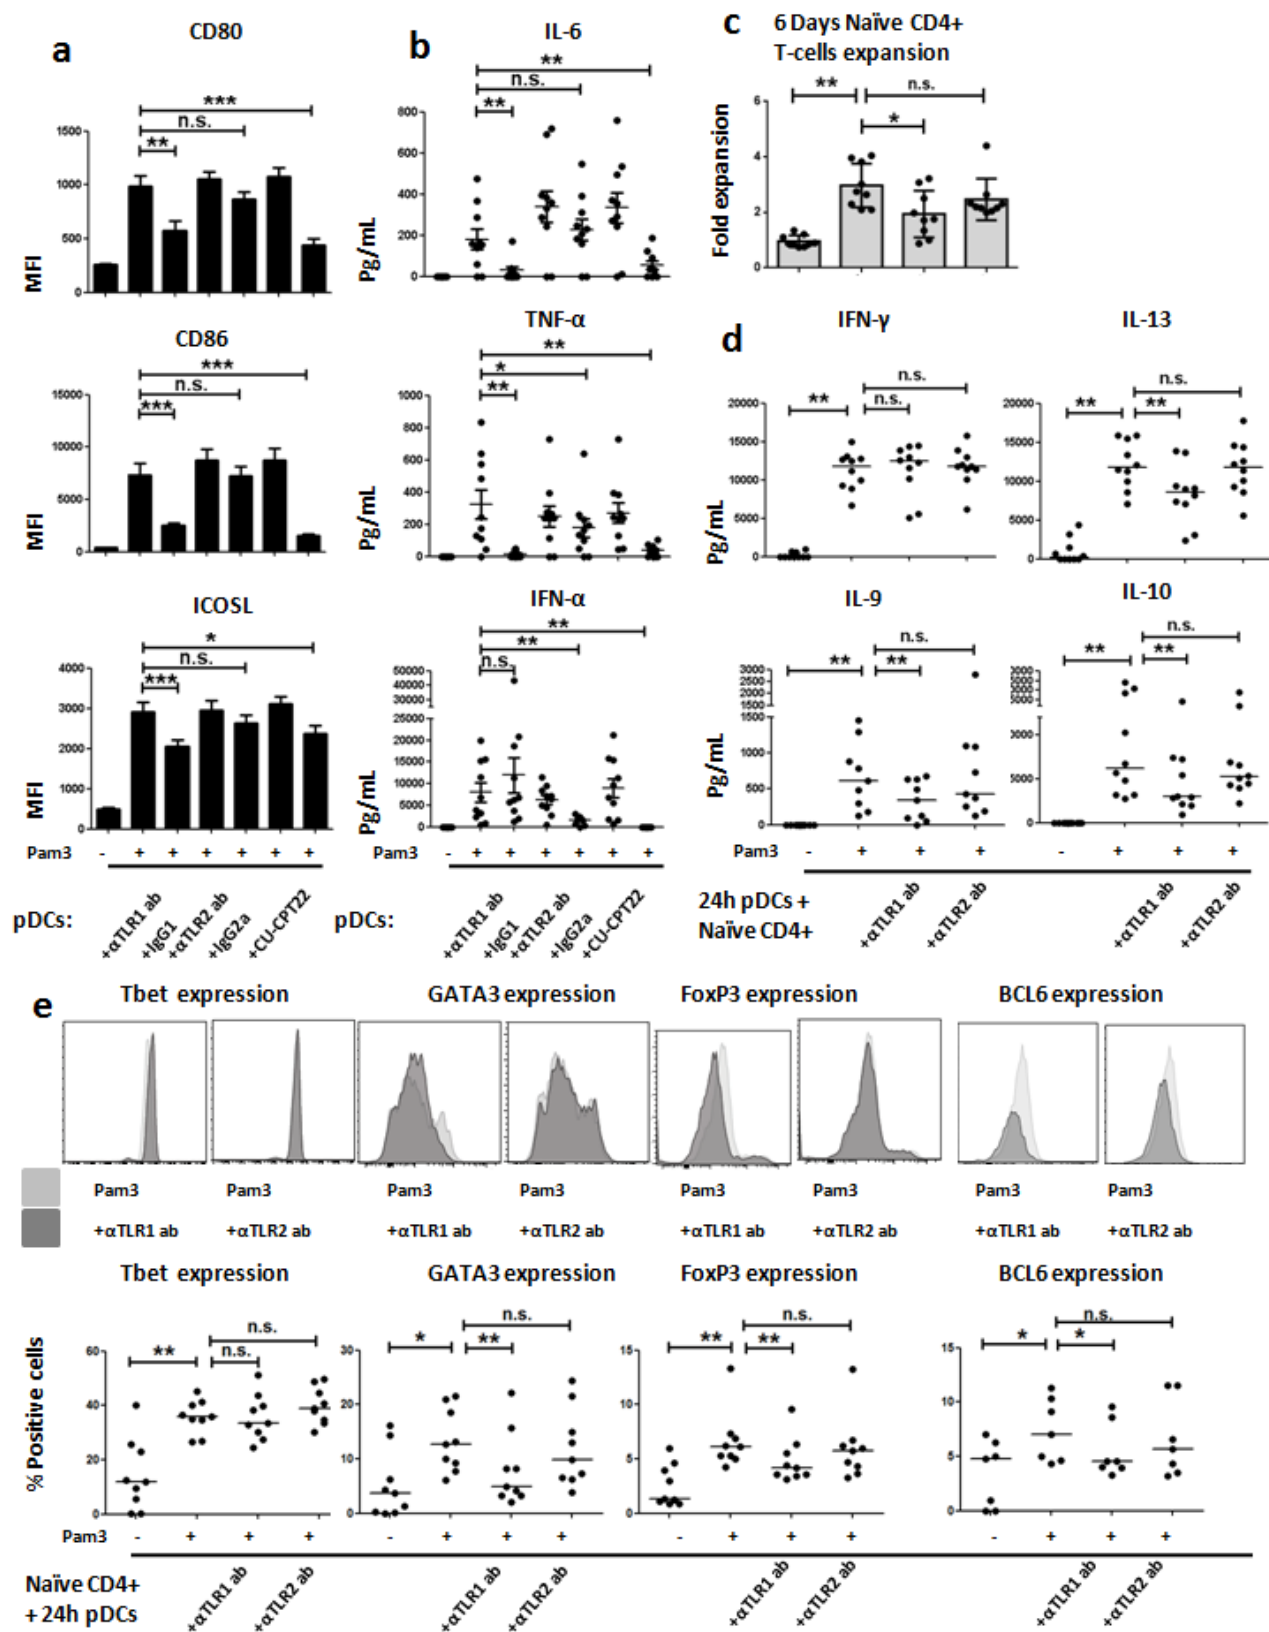 a
CD80
***
n.s.
**
1500
1000
500
0
MFI
CD86
***
n.s.
***
15000
10000
5000
0
MFI
ICOSL
*
n.s.
***
4000
3000
2000
1000
0
MFI
Pam3 - + + + + + +
pDCs:
+αTLR1 ab
+IgG1
+αTLR2 ab
+IgG2a
+CU-CPT22
b
IL-6
**
n.s.
**
800
600
400
200
0
Pg/mL
TNF-α
**
*
**
1000
800
600
400
200
0
Pg/mL
IFN-α
**
**
n.s.
50000
40000
30000
25000
20000
15000
10000
5000
0
Pg/mL
Pam3 - + + + + + +
pDCs:
+αTLR1 ab
+IgG1
+αTLR2 ab
+IgG2a
+CU-CPT22
c
6 Days Naïve CD4+
T-cells expansion
** n.s.
*
6
4
2
0
Fold expansion
d
IFN-γ
n.s.
** n.s.
20000
15000
10000
5000
0
Pg/mL
IL-13
n.s.
** **
20000
15000
10000
5000
0
IL-9
n.s.
** **
3000
2500
2000
1500
1000
500
0
Pg/mL
IL-10
n.s.
** **
5000
0
Pam3 - + + + - + + +
24h pDCs +
Naïve CD4+
+αTLR1 ab
+αTLR2 ab
+αTLR1 ab
+αTLR2 ab
e
Tbet expression GATA3 expression FoxP3 expression BCL6 expression
Pam3 Pam3 Pam3 Pam3 Pam3 Pam3 Pam3 Pam3
+αTLR1 ab +αTLR2 ab +αTLR1 ab +αTLR2 ab +αTLR1 ab +αTLR2 ab +αTLR1 ab +αTLR2 ab
Tbet expression GATA3 expression FoxP3 expression BCL6 expression
n.s.
** n.s.
60
40
20
0
% Positive cells
n.s.
* **
30
20
10
0
n.s.
** **
15
10
5
0
n.s.
* *
15
10
5
0
Pam3 - + + + - + + + - + + + - + + +
Naïve CD4+
+ 24h pDCs
+αTLR1 ab
+αTLR2 ab
+αTLR1 ab
+αTLR2 ab
+αTLR1 ab
+αTLR2 ab
+αTLR1 ab
+αTLR2 ab